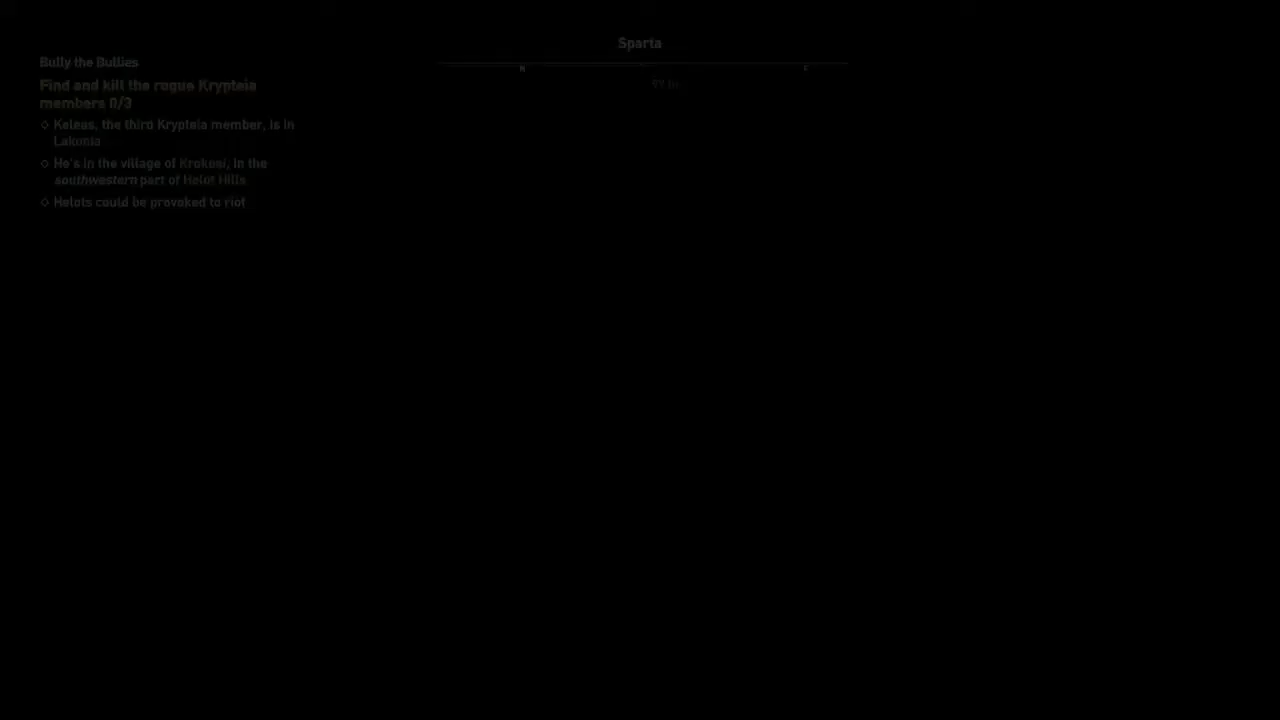 Sparta
N
E
Bully the Bullies
Find and kill the rogue Krypteia
members 0/3
Keleas, the third Krypteia member, is in
Lakonia
He's in the village of Krokeai, in the
southwestern part of Helot Hills
Helots could be provoked to riot